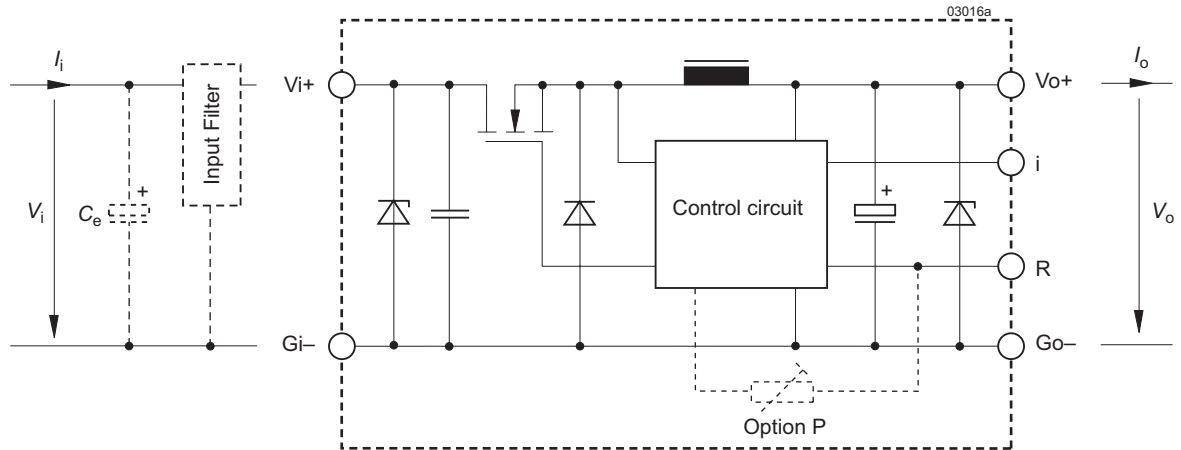 03016a
Ii
Vi+
Vo+
Io
Input Filter
i
Vi
Ce
+
Control circuit
+
Vo
R
Gi–
Go–
Option P